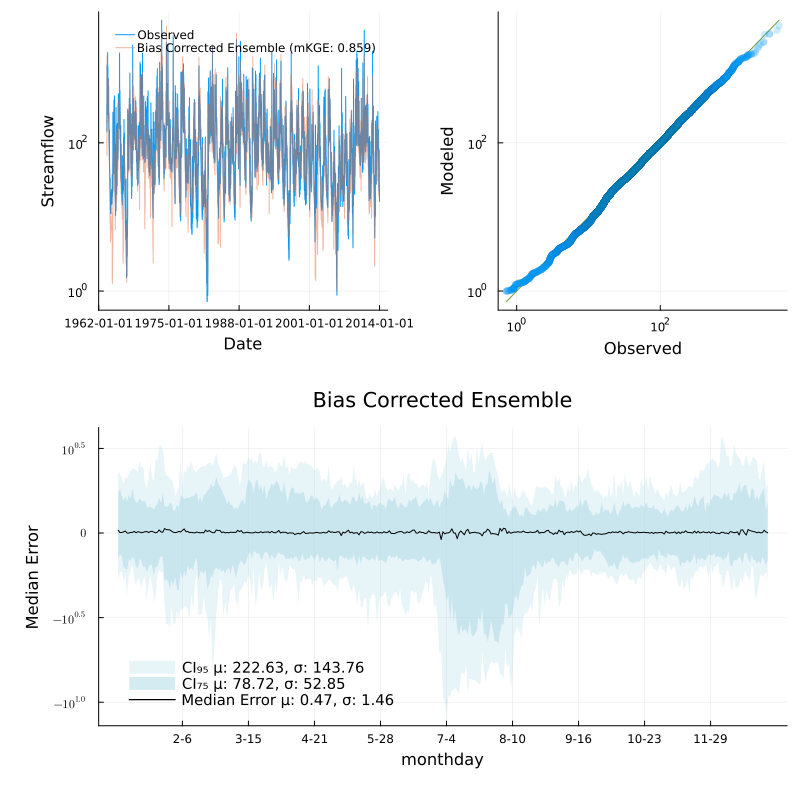 Observed
Bias Corrected Ensemble (mKGE: 0.859)
10²
10⁰
Streamflow
1962-01-01 1975-01-01 1988-01-01 2001-01-01 2014-01-01
Date
10²
10⁰
Modeled
10⁰ 10²
Observed
Bias Corrected Ensemble
10^0.5
0
−10^0.5
−10^1.0
Median Error
CI₉₅ μ: 222.63, σ: 143.76
CI₇₅ μ: 78.72, σ: 52.85
Median Error μ: 0.47, σ: 1.46
2-6 3-15 4-21 5-28 7-4 8-10 9-16 10-23 11-29
monthday